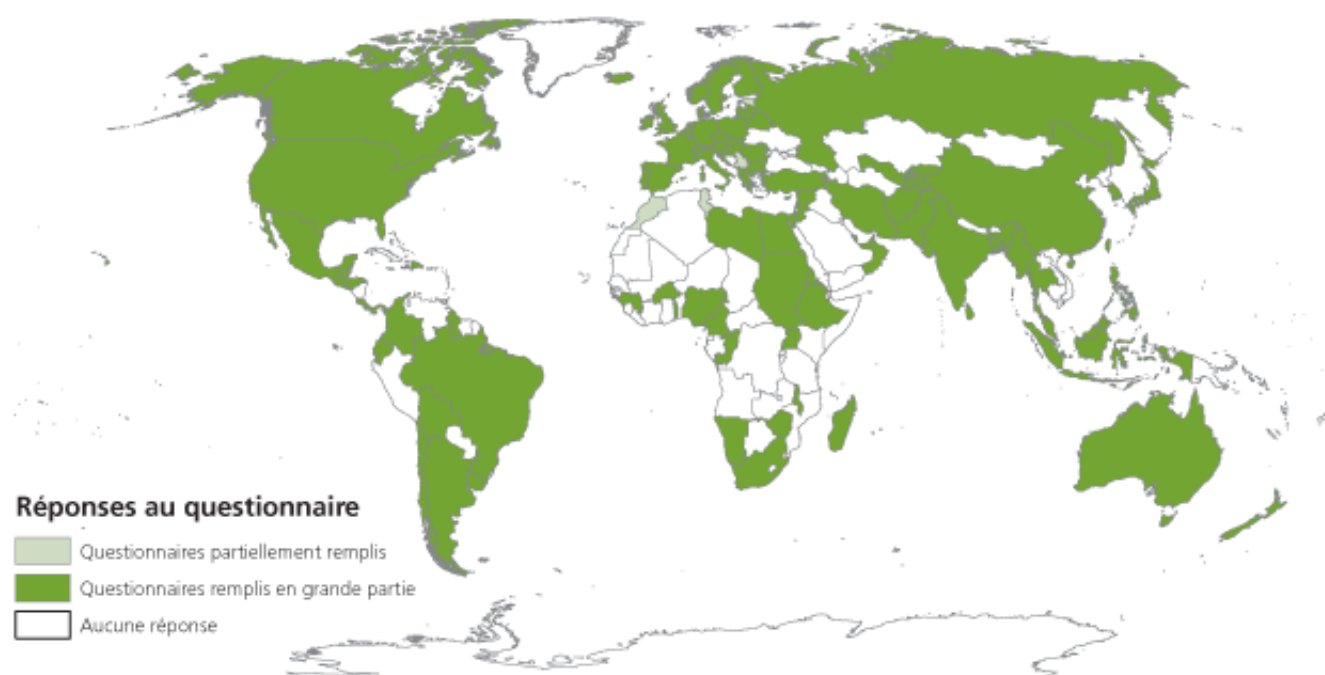 Réponses au questionnaire
Questionnaires partiellement remplis
Questionnaires remplis en grande partie
Aucune réponse